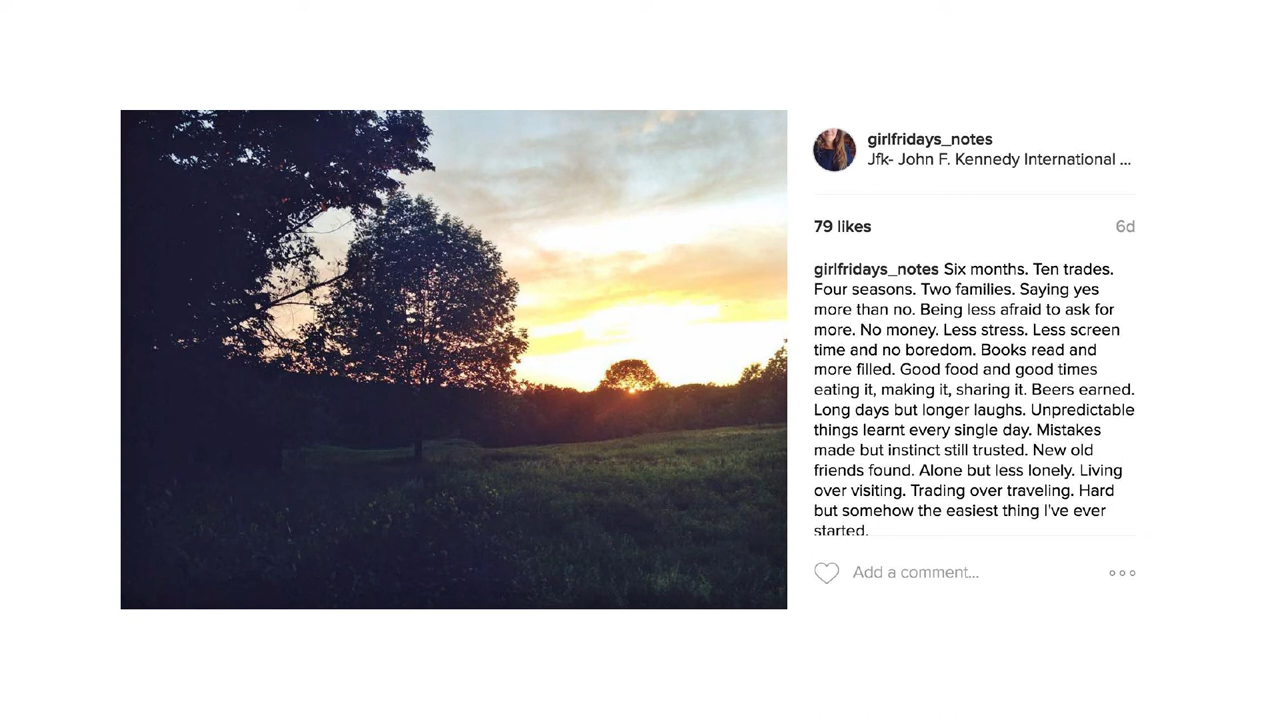 girlfridays_notes
Jfk- John F. Kennedy International ...
79 likes
6d
girlfridays_notes Six months. Ten trades.
Four seasons. Two families. Saying yes
more than no. Being less afraid to ask for
more. No money. Less stress. Less screen
time and no boredom. Books read and
more filled. Good food and good times
eating it, making it, sharing it. Beers earned.
Long days but longer laughs. Unpredictable
things learnt every single day. Mistakes
made but instinct still trusted. New old
friends found. Alone but less lonely. Living
over visiting. Trading over traveling. Hard
but somehow the easiest thing I've ever
started.
Add a comment...